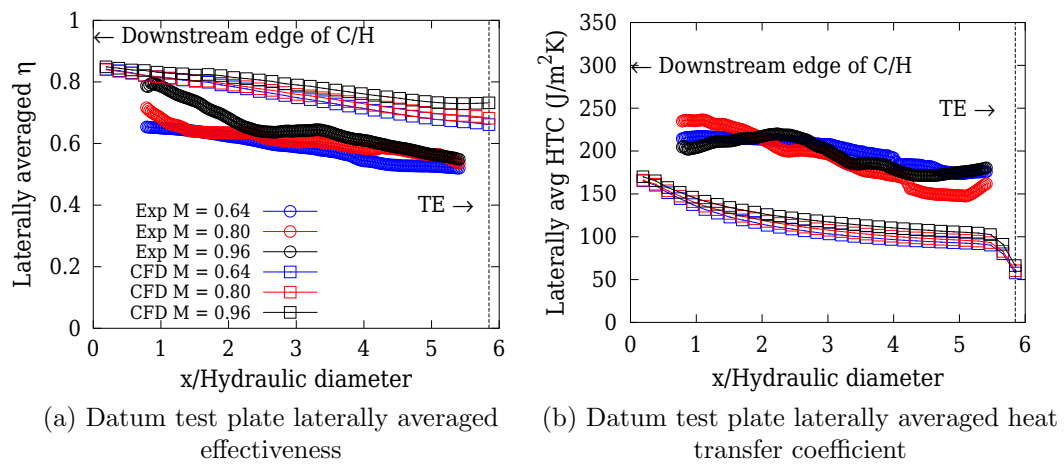 1
0.8
0.6
0.4
0.2
0
Laterally averaged η
← Downstream edge of C/H
TE →
Exp M = 0.64
Exp M = 0.80
Exp M = 0.96
CFD M = 0.64
CFD M = 0.80
CFD M = 0.96
0 1 2 3 4 5 6
x/Hydraulic diameter
(a) Datum test plate laterally averaged
effectiveness
350
300
250
200
150
100
50
0
Laterally avg HTC (J/m²K)
← Downstream edge of C/H
TE →
0 1 2 3 4 5 6
x/Hydraulic diameter
(b) Datum test plate laterally averaged heat
transfer coefficient